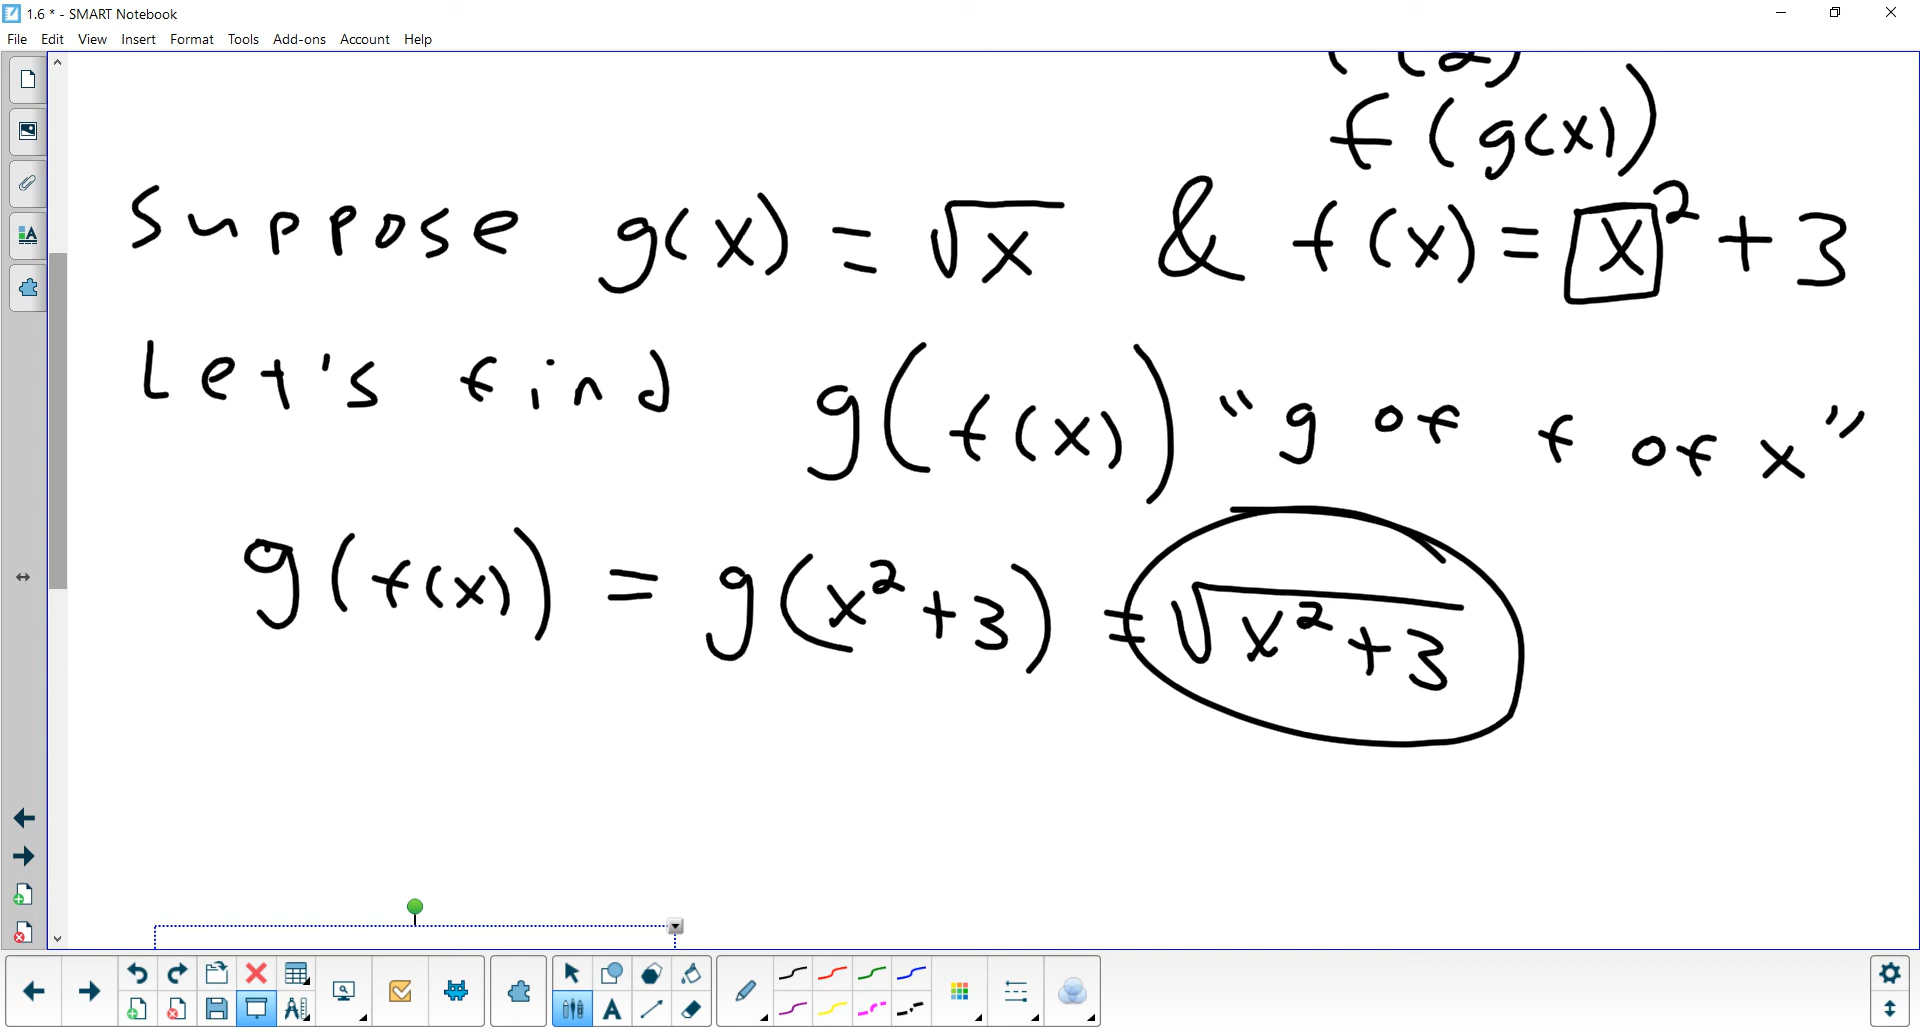 1.6 * - SMART Notebook
File Edit View Insert Format Tools Add-ons Account Help
f(g(x))
Suppose g(x) = √x & f(x) = x² + 3
Let's find g(f(x)) "g of f of x"
g(f(x)) = g(x²+3) = √(x²+3)